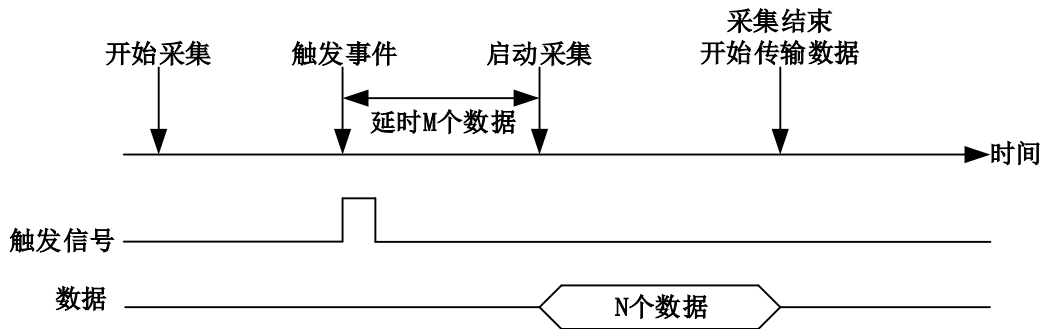 采集结束
开始采集
触发事件
启动采集
开始传输数据
延时M个数据
时间
触发信号
数据
N个数据